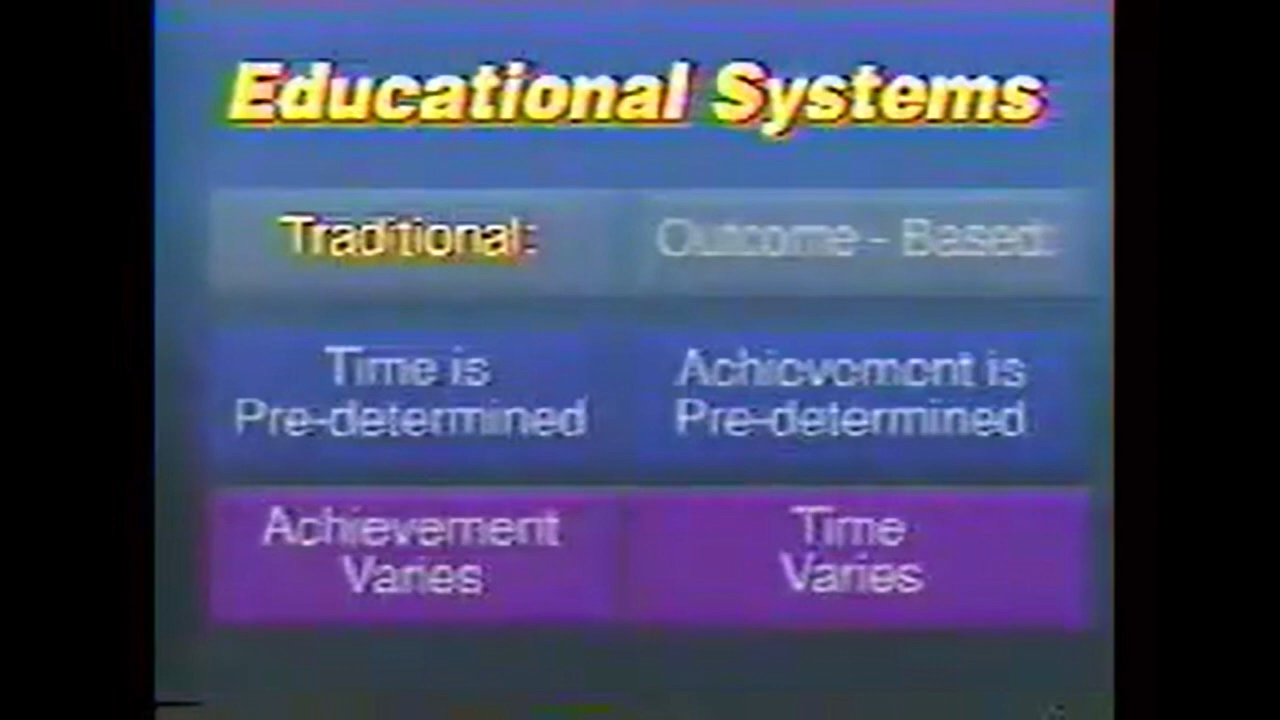 Educational Systems
Traditional:
Outcome - Based:
Time is
Pre-determined
Achievement is
Pre-determined
Achievement
Varies
Time
Varies